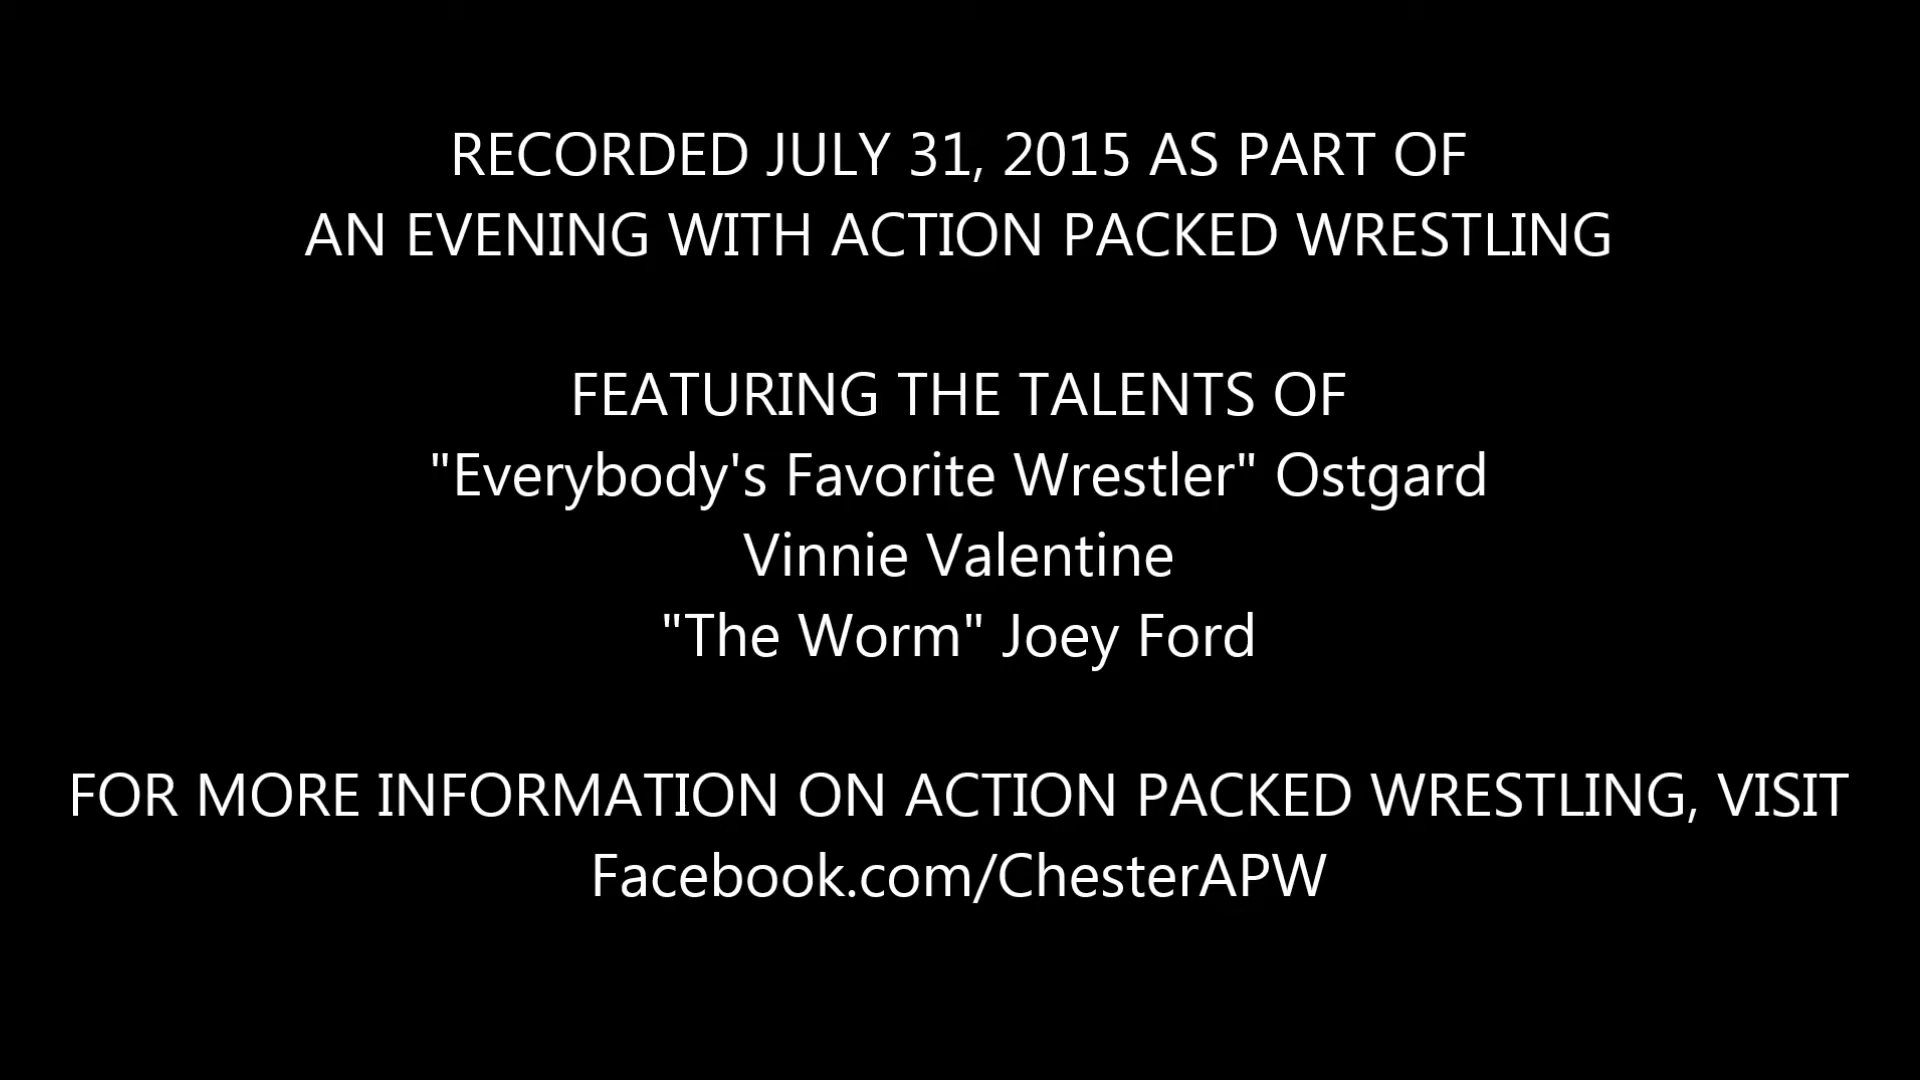 RECORDED JULY 31, 2015 AS PART OF
AN EVENING WITH ACTION PACKED WRESTLING
FEATURING THE TALENTS OF
"Everybody's Favorite Wrestler" Ostgard
Vinnie Valentine
"The Worm" Joey Ford
FOR MORE INFORMATION ON ACTION PACKED WRESTLING, VISIT
Facebook.com/ChesterAPW